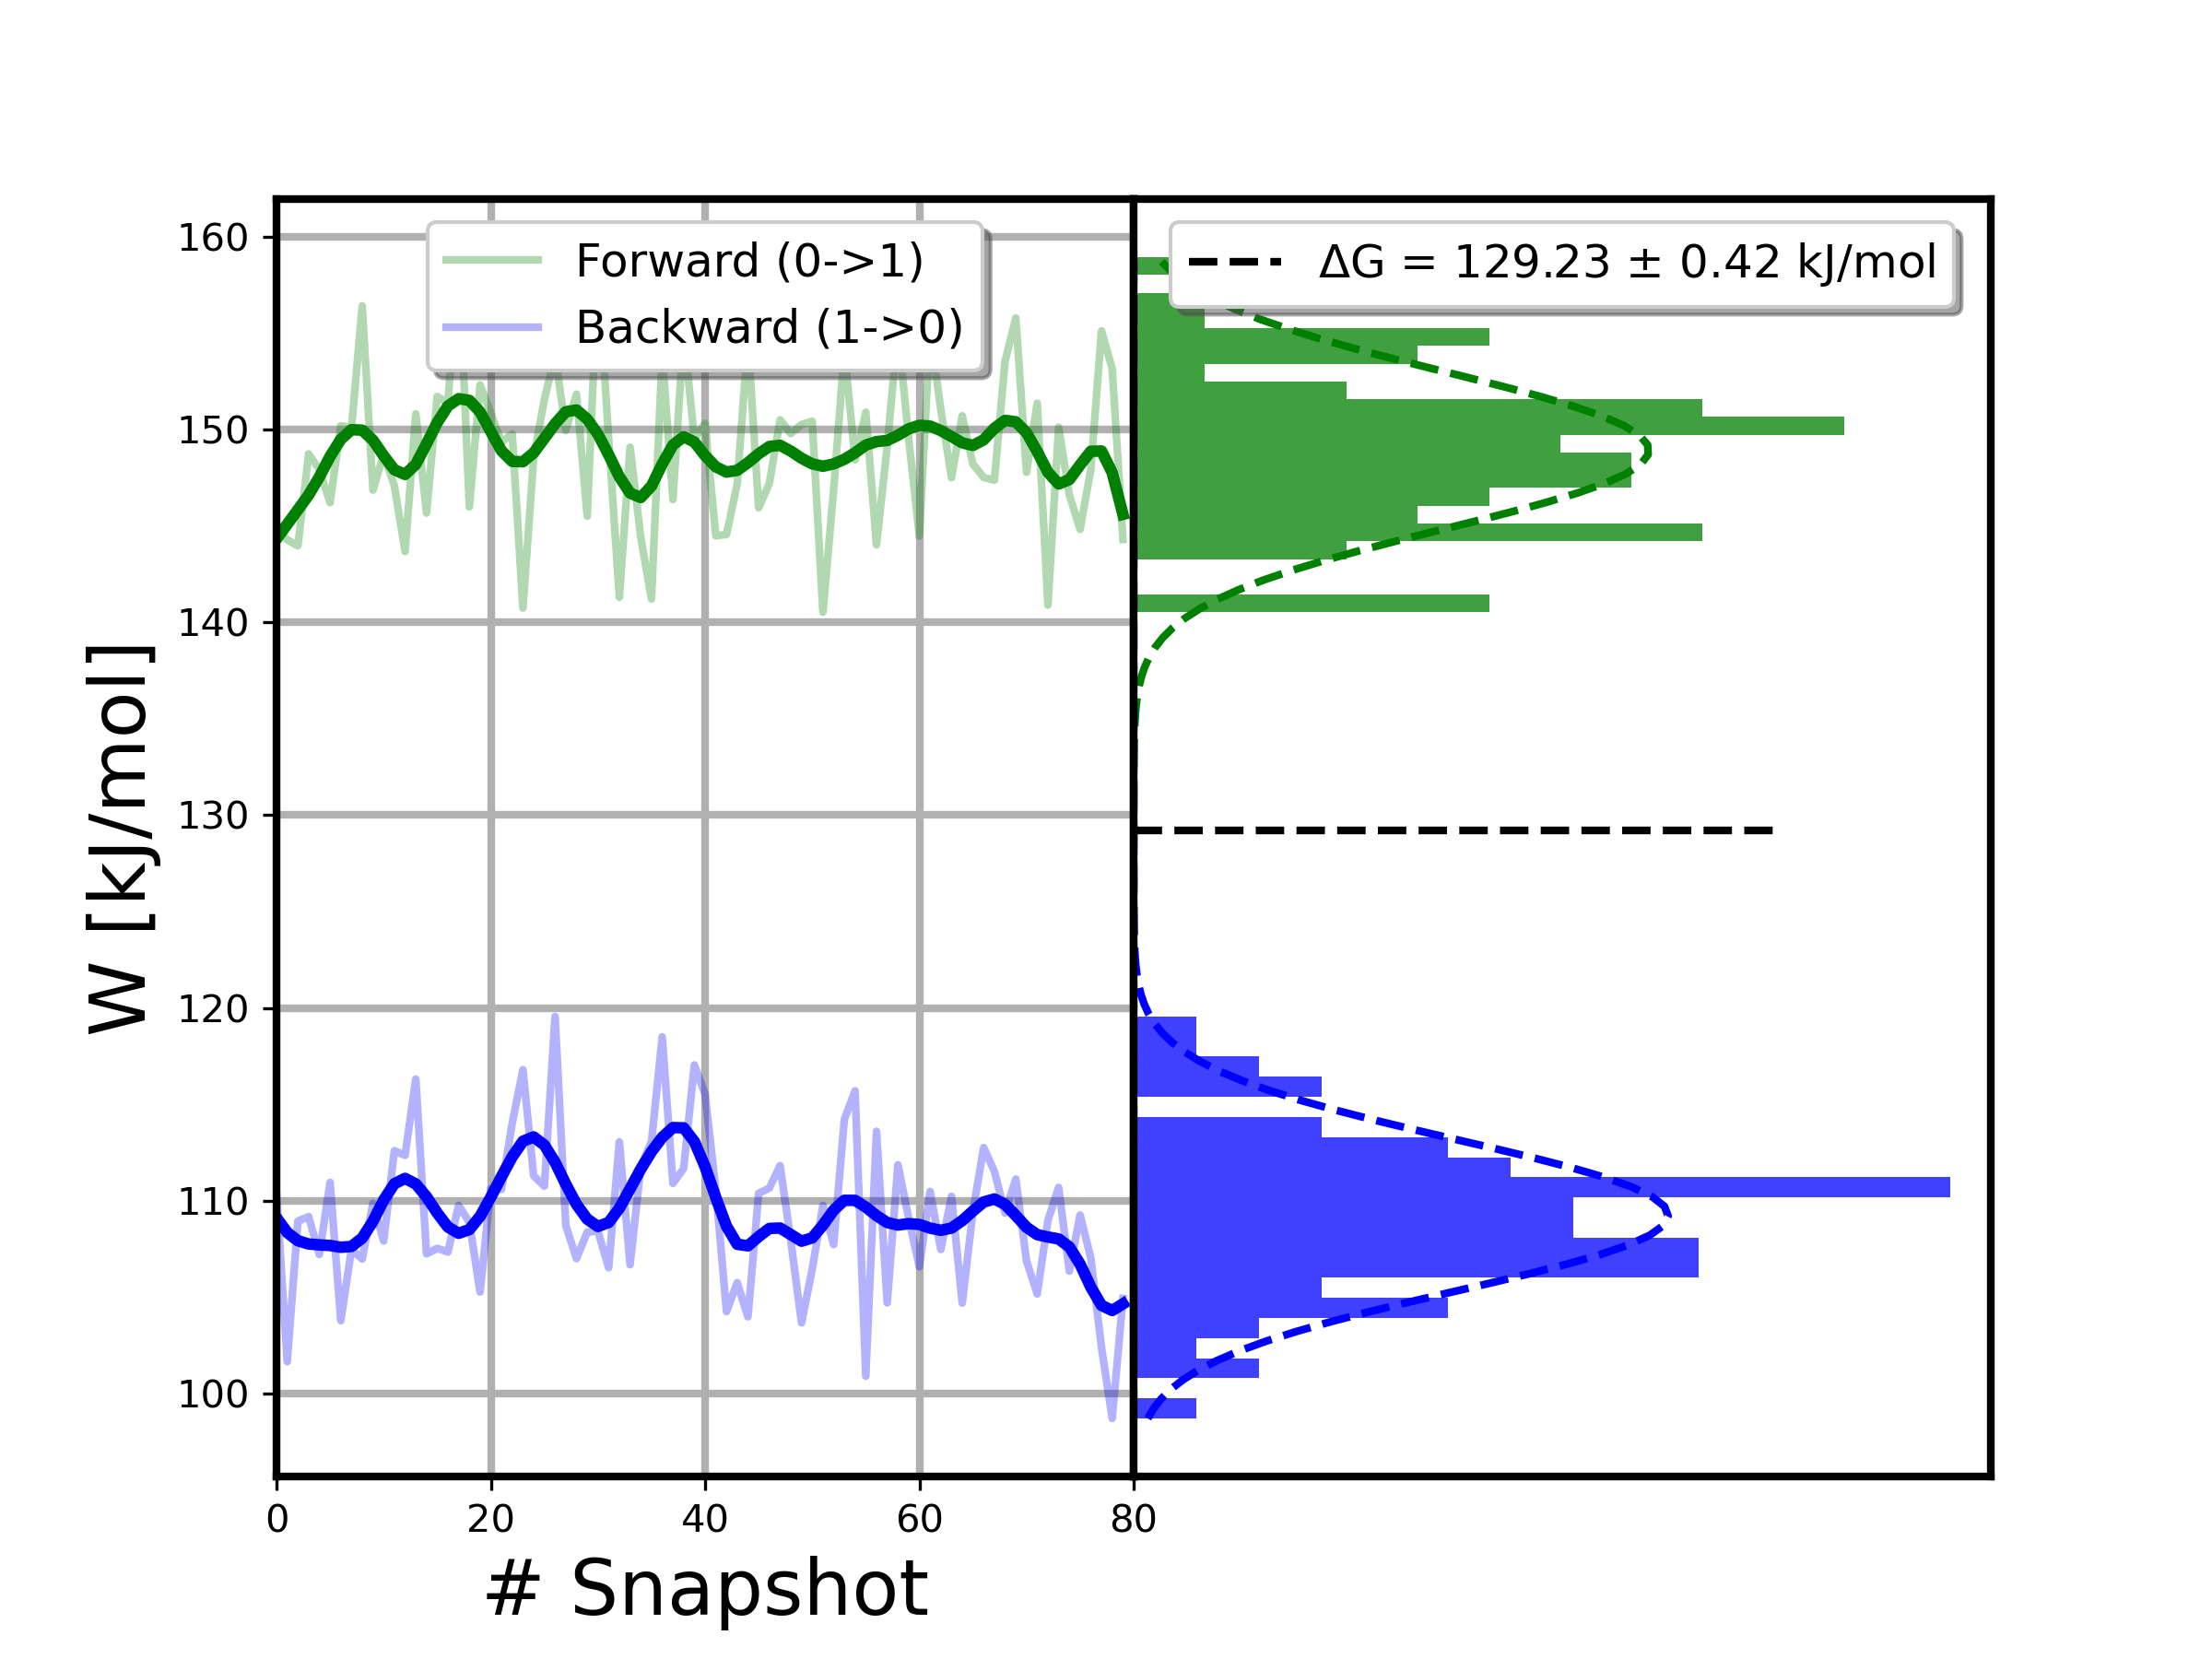 Forward (0->1)
Backward (1->0)
ΔG = 129.23 ± 0.42 kJ/mol
W [kJ/mol]
160
150
140
130
120
110
100
0 20 40 60 80
# Snapshot